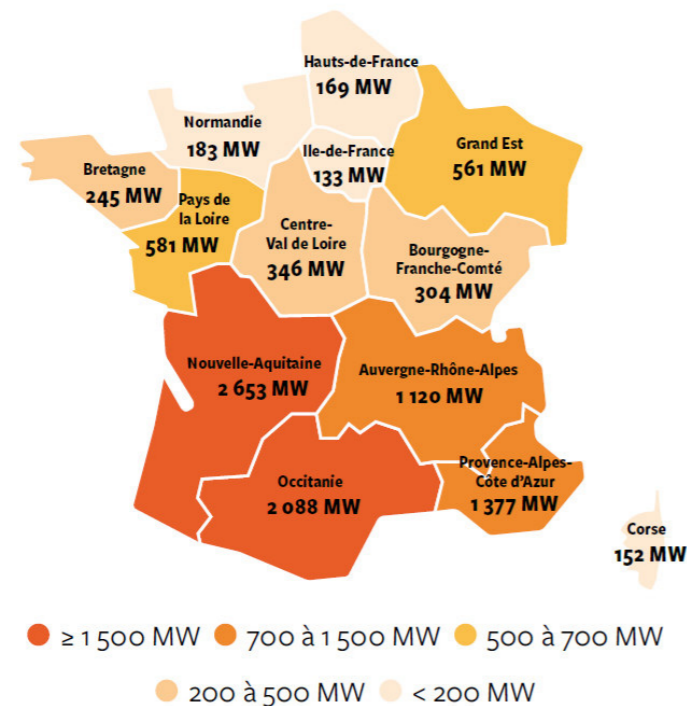 Hauts-de-France
169 MW
Normandie
183 MW
Ile-de-France
133 MW
Grand Est
561 MW
Bretagne
245 MW
Pays de
la Loire
581 MW
Centre-
Val de Loire
346 MW
Bourgogne-
Franche-Comté
304 MW
Nouvelle-Aquitaine
2 653 MW
Auvergne-Rhône-Alpes
1 120 MW
Occitanie
2 088 MW
Provence-Alpes-
Côte d'Azur
1 377 MW
Corse
152 MW
≥ 1 500 MW 700 à 1 500 MW 500 à 700 MW
200 à 500 MW < 200 MW